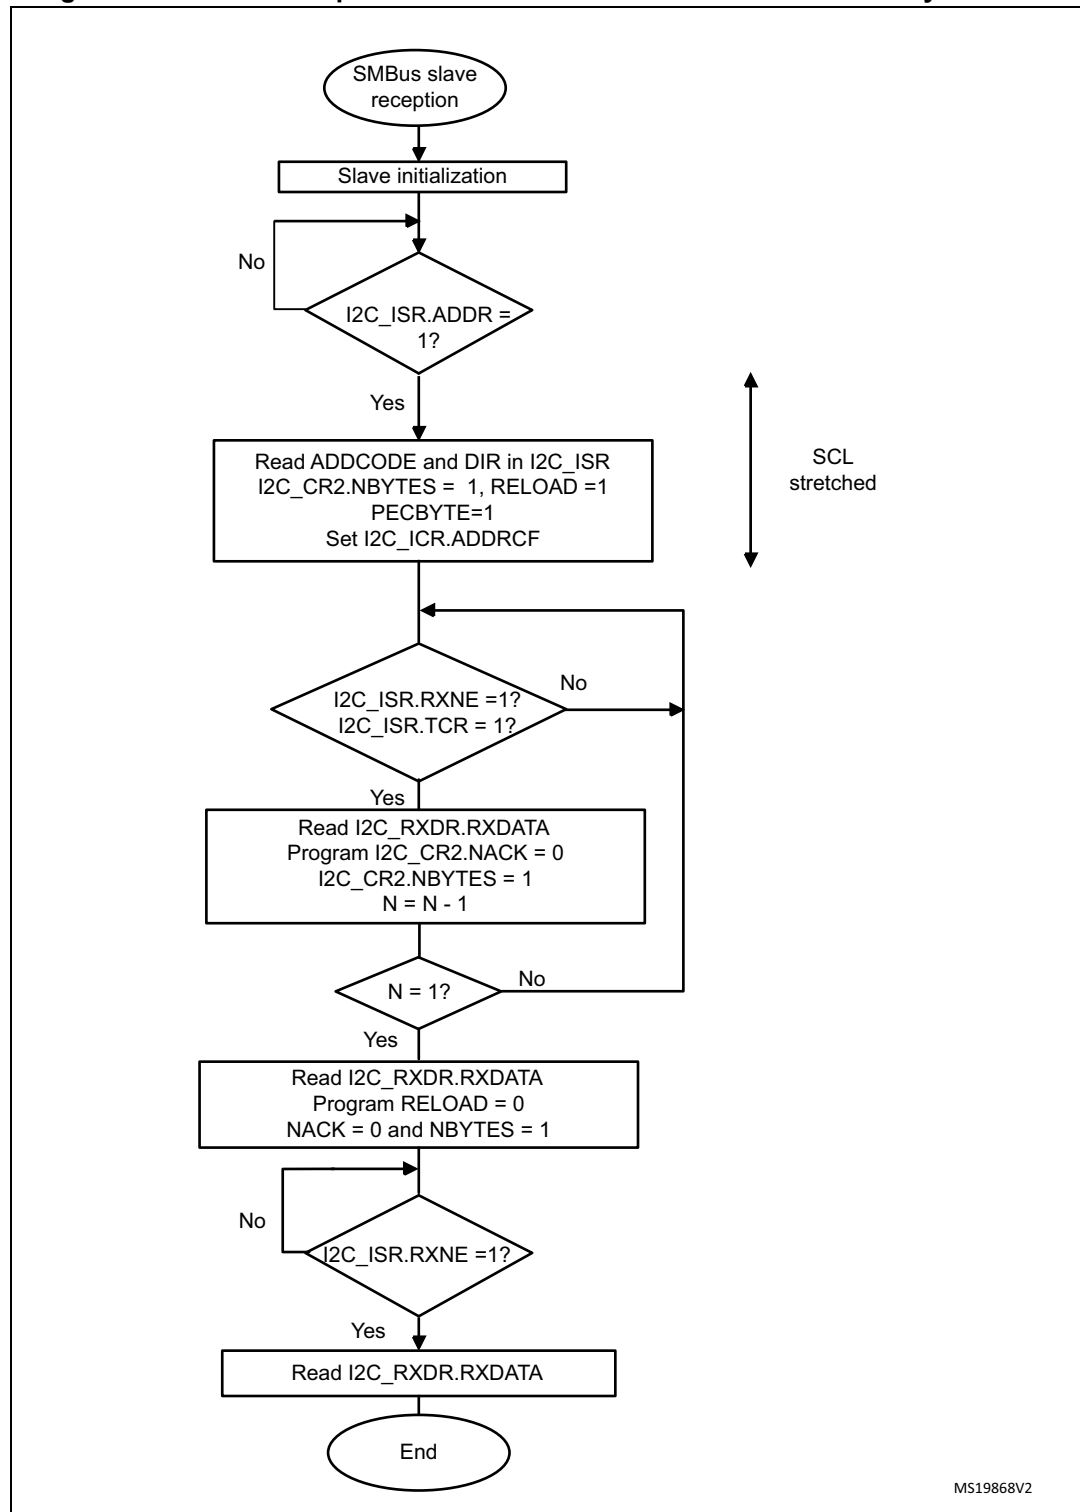 SMBus slave
reception
Slave initialization
No
I2C_ISR.ADDR =
1?
Yes
SCL
stretched
Read ADDCODE and DIR in I2C_ISR
I2C_CR2.NBYTES = 1, RELOAD =1
PECBYTE=1
Set I2C_ICR.ADDRCF
No
I2C_ISR.RXNE =1?
I2C_ISR.TCR = 1?
Yes
Read I2C_RXDR.RXDATA
Program I2C_CR2.NACK = 0
I2C_CR2.NBYTES = 1
N = N - 1
N = 1?
No
Yes
Read I2C_RXDR.RXDATA
Program RELOAD = 0
NACK = 0 and NBYTES = 1
No
I2C_ISR.RXNE =1?
Yes
Read I2C_RXDR.RXDATA
End
MS19868V2